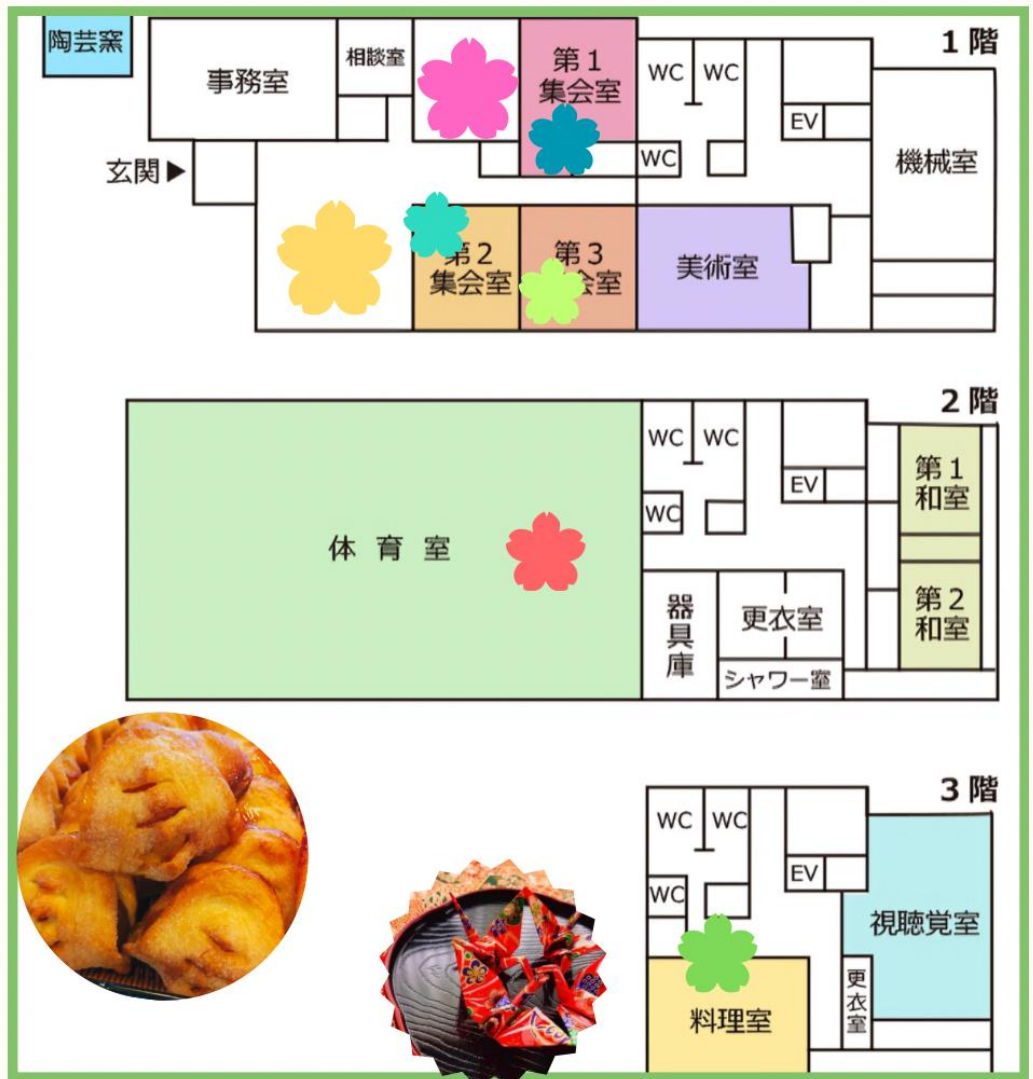 1階
陶芸窯
事務室
相談室
第1
集会室
WC
WC
EV
WC
機械室
玄関▶
第2
集会室
第3
会室
美術室
2階
WC
WC
EV
WC
第1
和室
体育室
器具庫
更衣室
第2
和室
シャワー室
3階
WC
WC
EV
WC
視聴覚室
更衣室
料理室